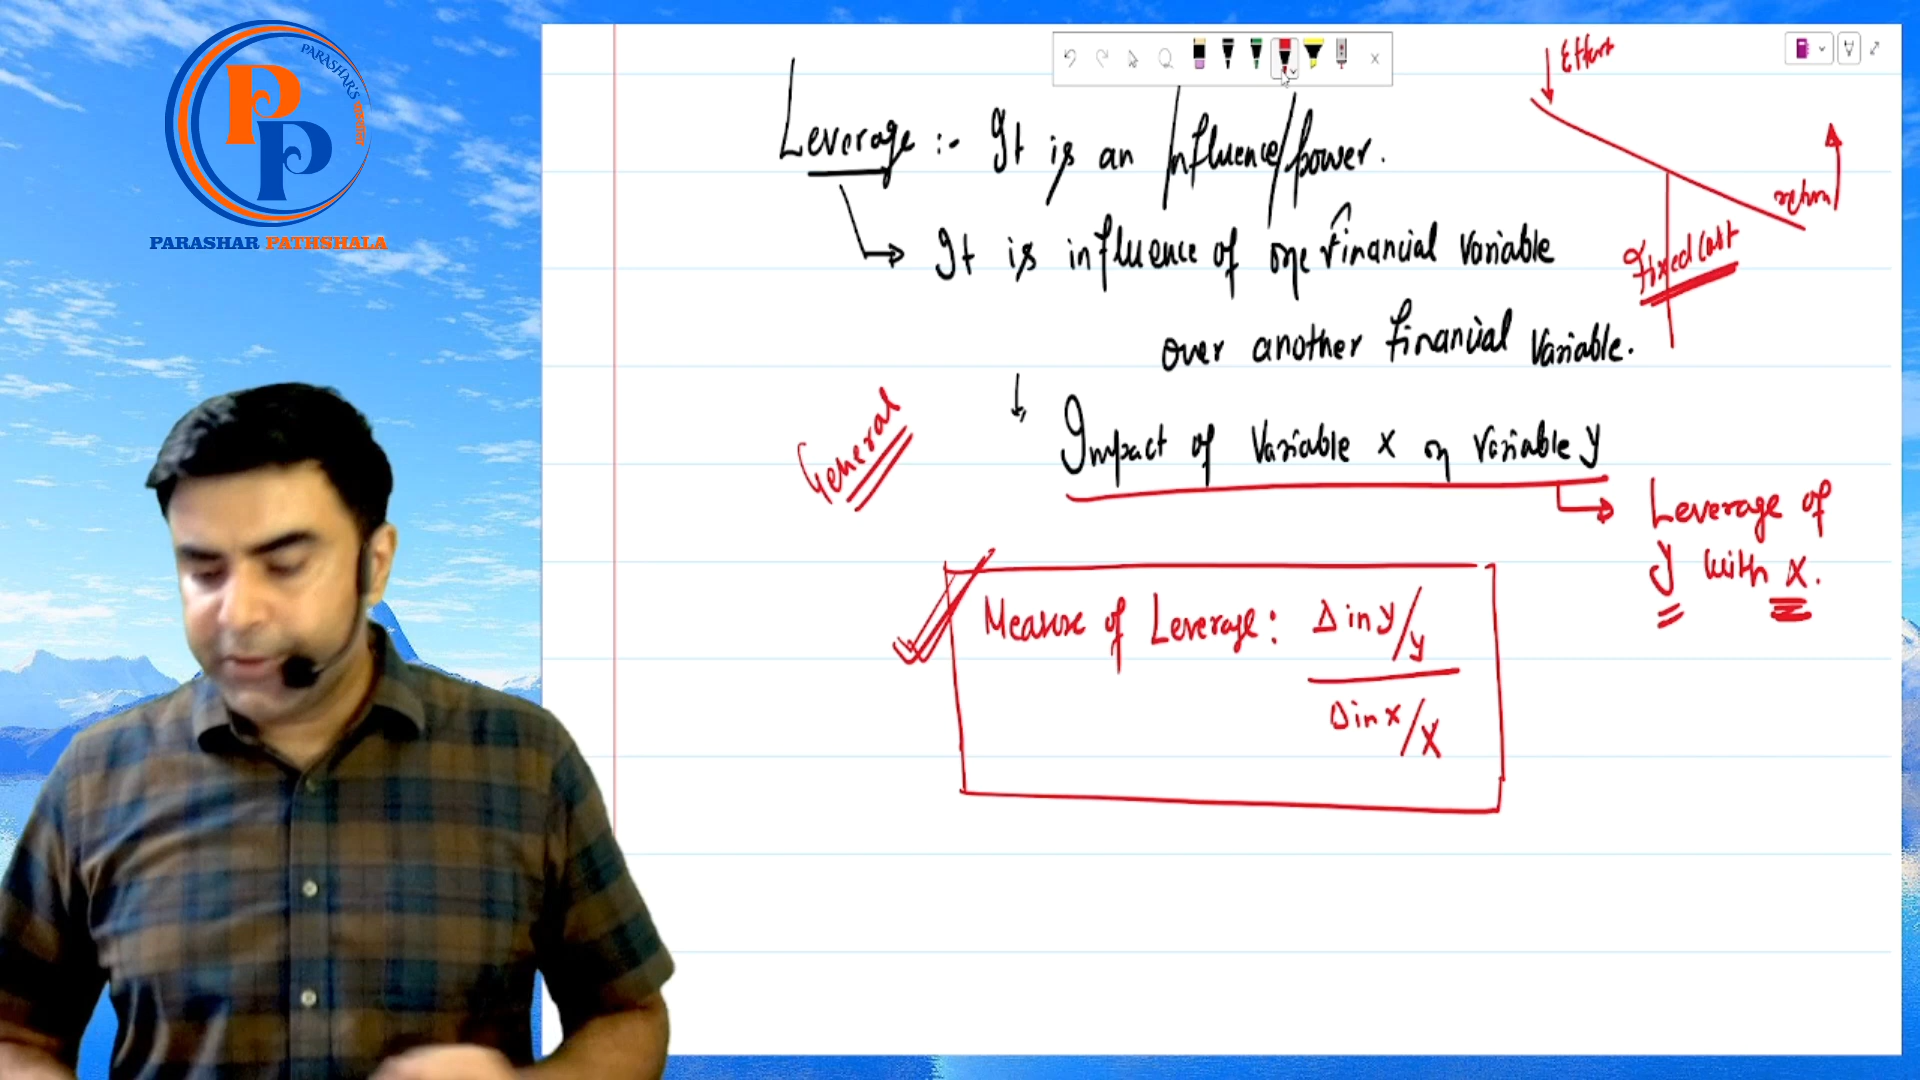 PARASHAR'S
PP
PARASHAR PATHSHALA
Effort
Leverage :- It is an Influence/power.
return
It is influence of one Financial Variable
Fixed Cost
over another financial Variable.
General
Impact of Variable X on Variable Y
Leverage of
Y with X.
Measure of Leverage: Δ in Y/Y
Δ in X/X